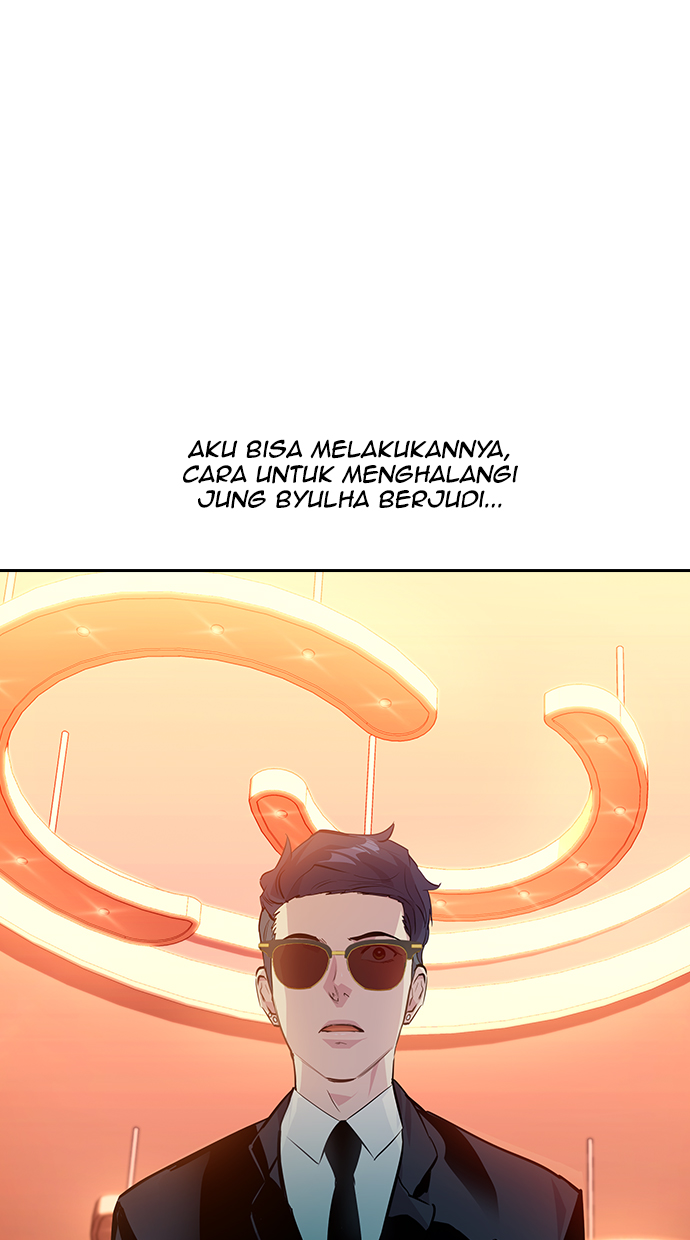 AKU BISA MELAKUKANNYA,
CARA UNTUK MENGHALANGI
JUNG BYULHA BERJUDI...